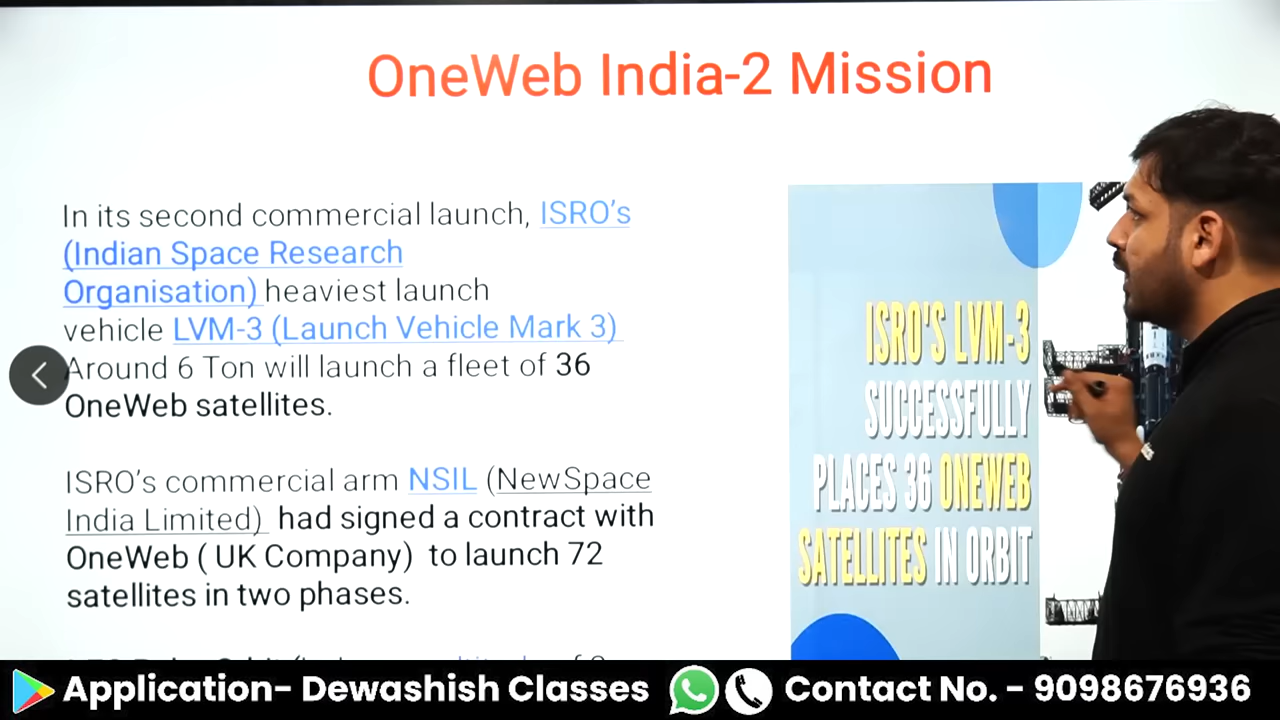 OneWeb India-2 Mission
In its second commercial launch, ISRO’s
(Indian Space Research
Organisation) heaviest launch
vehicle LVM-3 (Launch Vehicle Mark 3)
Around 6 Ton will launch a fleet of 36
OneWeb satellites.
ISRO’s commercial arm NSIL (NewSpace
India Limited) had signed a contract with
OneWeb ( UK Company) to launch 72
satellites in two phases.
ISRO'S LVM-3
SUCCESSFULLY
PLACES 36 ONEWEB
SATELLITES IN ORBIT
Application- Dewashish Classes
Contact No. - 9098676936